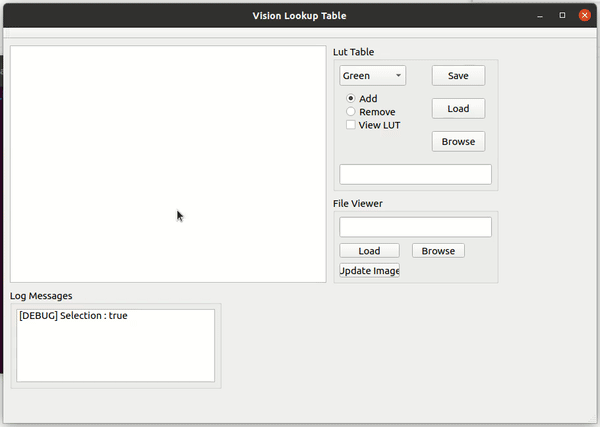 Vision Lookup Table
Lut Table
Green
Save
Add
Remove
View LUT
Load
Browse
File Viewer
Load
Browse
Update Image
Log Messages
[DEBUG] Selection : true